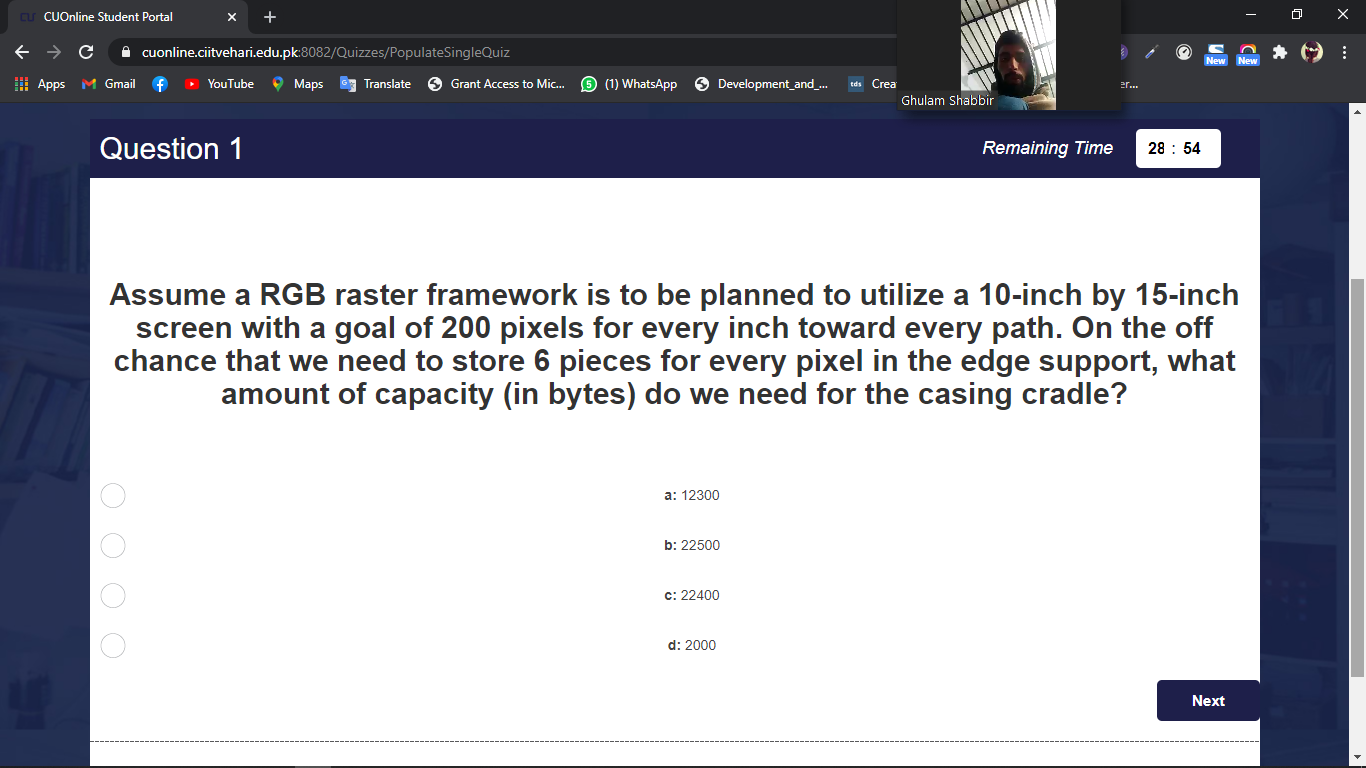 CUOnline Student Portal
cuonline.ciitvehari.edu.pk:8082/Quizzes/PopulateSingleQuiz
New New
Apps Gmail YouTube Maps Translate Grant Access to Mic... (1) WhatsApp Development_and_... tds Crea er...
Ghulam Shabbir
Question 1 Remaining Time 28 : 54
Assume a RGB raster framework is to be planned to utilize a 10-inch by 15-inch
screen with a goal of 200 pixels for every inch toward every path. On the off
chance that we need to store 6 pieces for every pixel in the edge support, what
amount of capacity (in bytes) do we need for the casing cradle?
a: 12300
b: 22500
c: 22400
d: 2000
Next